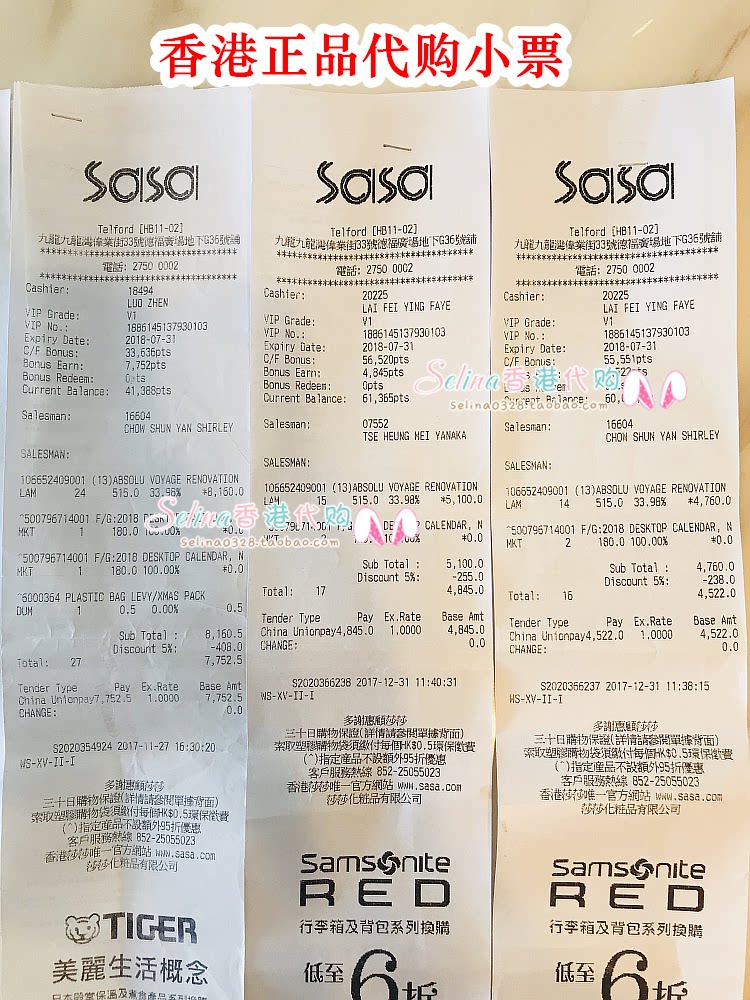 香港正品代购小票
sasa
Telford [HB11-02]
九龍九龍灣偉業街33號德福廣場地下G36號舖
********************************
電話: 2750 0002
********************************
Cashier: 18494
LUO ZHEN
VIP Grade: V1
VIP No.: 1886145137930103
Expiry Date: 2018-07-31
C/F Bonus: 33,636pts
Bonus Earn: 7,752pts
Bonus Redeem: 0pts
Current Balance: 41,388pts
Salesman: 16604
CHOW SHUN YAN SHIRLEY
SALESMAN:
106652409001 (13)ABSOLU VOYAGE RENOVATION
LAM 24 515.0 33.98% *8,160.0
^500796714001 F/G:2018 DESKT
MKT 1 180.0 100.00% *0.0
^500796714001 F/G:2018 DESKTOP CALENDAR, N
MKT 1 180.0 100.00% *0.0
^6000364 PLASTIC BAG LEVY/XMAS PACK
DUM 1 0.5 0.00% 0.5
Sub Total : 8,160.5
Discount 5%: -408.0
Total: 27 7,752.5
Tender Type Pay Ex.Rate Base Amt
China Unionpay7,752.5 1.0000 7,752.5
CHANGE: 0.0
S2020354924 2017-11-27 16:30:20
WS-XV-II-I
多謝惠顧莎莎
三十日購物保證(詳情請參閱單據背面)
索取塑膠購物袋須繳付每個HK$0.5環保徵費
(^)指定産品不設額外95折優惠
客戶服務熱線 852-25055023
香港莎莎唯一官方網站 www.sasa.com
莎莎化粧品有限公司
TIGER
美麗生活概念
sasa
Telford [HB11-02]
九龍九龍灣偉業街33號德福廣場地下G36號舖
********************************
電話: 2750 0002
********************************
Cashier: 20225
LAI FEI YING FAYE
VIP Grade: V1
VIP No.: 1886145137930103
Expiry Date: 2018-07-31
C/F Bonus: 56,520pts
Bonus Earn: 4,845pts
Bonus Redeem: 0pts
Current Balance: 61,365pts
Salesman: 07552
TSE HEUNG MEI YANAKA
SALESMAN:
106652409001 (13)ABSOLU VOYAGE RENOVATION
LAM 15 515.0 33.98% *5,100.0
^500796714001 F/G:2018 DESKTOP CALENDAR, N
MKT 2 180.0 100.00% *0.0
Sub Total : 5,100.0
Discount 5%: -255.0
Total: 17 4,845.0
Tender Type Pay Ex.Rate Base Amt
China Unionpay4,845.0 1.0000 4,845.0
CHANGE: 0.0
S2020366238 2017-12-31 11:40:31
WS-XV-II-I
多謝惠顧莎莎
三十日購物保證(詳情請參閱單據背面)
索取塑膠購物袋須繳付每個HK$0.5環保徵費
(^)指定産品不設額外95折優惠
客戶服務熱線 852-25055023
香港莎莎唯一官方網站 www.sasa.com
莎莎化粧品有限公司
Samsonite
RED
行李箱及背包系列換購
低至6折
sasa
Telford [HB11-02]
九龍九龍灣偉業街33號德福廣場地下G36號舖
********************************
電話: 2750 0002
********************************
Cashier: 20225
LAI FEI YING FAYE
VIP Grade: V1
VIP No.: 1886145137930103
Expiry Date: 2018-07-31
C/F Bonus: 55,551pts
Bonus Earn:
Bonus Redeem:
Current Balance:
Salesman: 16604
CHOW SHUN YAN SHIRLEY
SALESMAN:
106652409001 (13)ABSOLU VOYAGE RENOVATION
LAM 14 515.0 33.98% *4,760.0
^500796714001 F/G:2018 DESKTOP CALENDAR, N
MKT 2 180.0 100.00% *0.0
Sub Total : 4,760.0
Discount 5%: -238.0
Total: 16 4,522.0
Tender Type Pay Ex.Rate Base Amt
China Unionpay4,522.0 1.0000 4,522.0
CHANGE: 0.0
S2020366237 2017-12-31 11:38:15
WS-XV-II-I
多謝惠顧莎莎
三十日購物保證(詳情請參閱單據背面)
索取塑膠購物袋須繳付每個HK$0.5環保徵費
(^)指定産品不設額外95折優惠
客戶服務熱線 852-25055023
香港莎莎唯一官方網站 www.sasa.com
莎莎化粧品有限公司
Samsonite
RED
行李箱及背包系列換購
低至6折
Selina香港代购
Selina0328.taobao.com
Selina香港代购
Selina0328.taobao.com